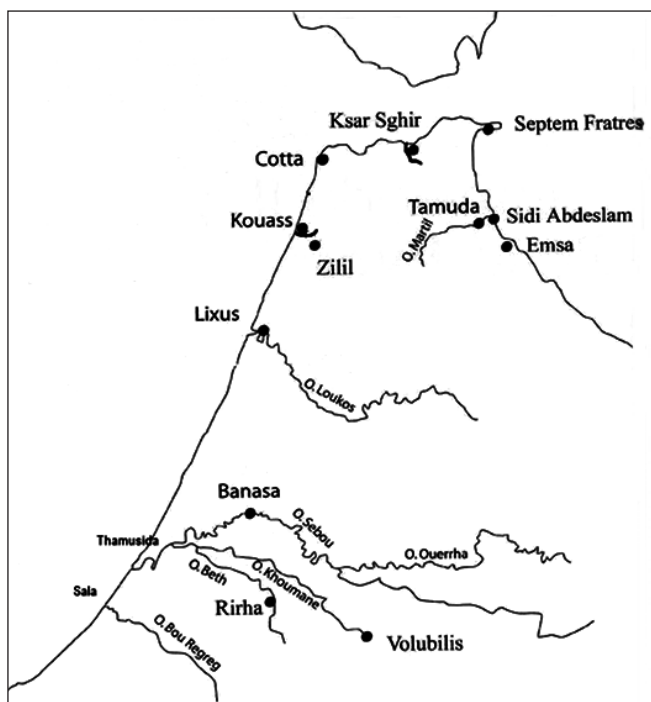 Ksar Sghir
Septem Fratres
Cotta
Tamuda
Sidi Abdeslam
Kouass
O. Martil
Emsa
Zilil
Lixus
O. Loukos
Banasa
O. Sebou
Thamusida
O. Ouerrha
O. Beth
O. Khoumane
Sala
Rirha
O. Bou Regreg
Volubilis